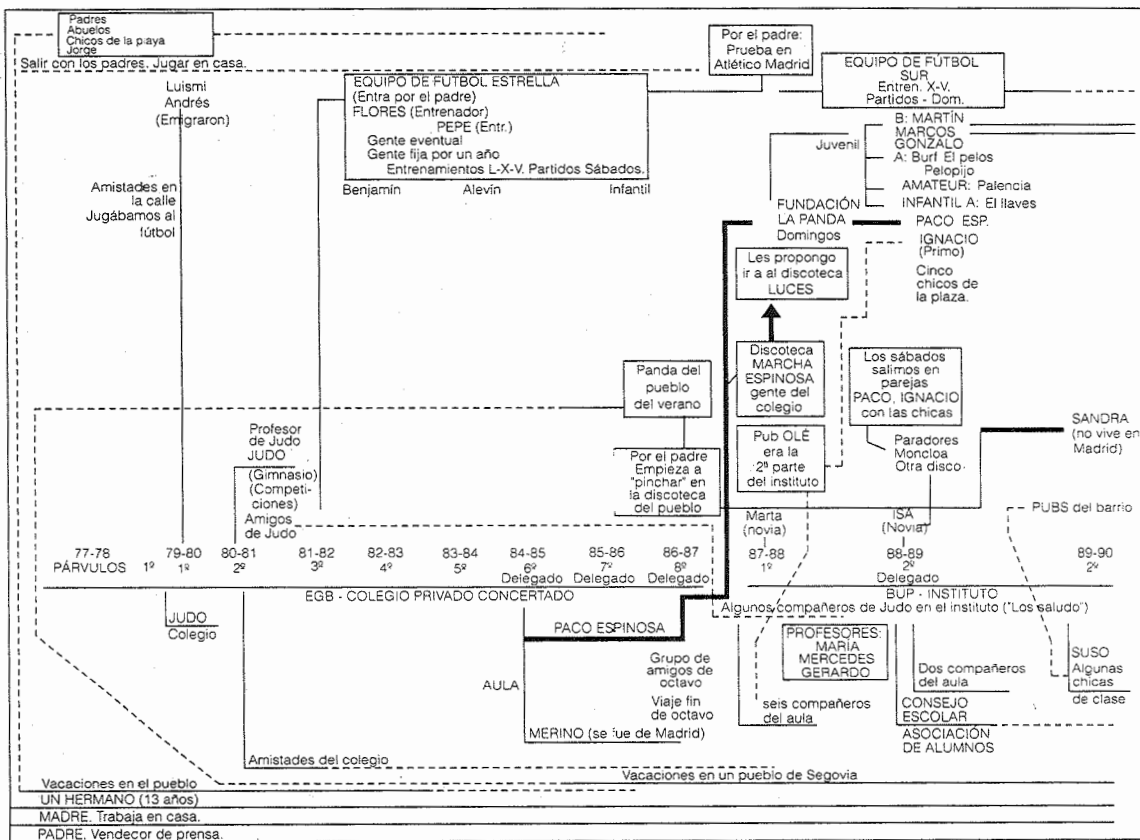 Padres
Abuelos
Chicos de la playa
Jorge
Salir con los padres. Jugar en casa.
Luismi
Andrés
(Emigraron)
Amistades en
la calle
Jugábamos al
fútbol
EQUIPO DE FUTBOL ESTRELLA
(Entra por el padre)
FLORES (Entrenador)
PEPE (Entr.)
Gente eventual
Gente fija por un año
Entrenamientos L-X-V. Partidos Sábados.
Benjamín Alevín Infantil
Por el padre:
Prueba en
Atlético Madrid
EQUIPO DE FÚTBOL
SUR
Entren. X-V.
Partidos - Dom.
Juvenil
B: MARTÍN
MARCOS
GONZALO
A: Burf El pelos
Pelopijo
AMATEUR: Palencia
INFANTIL A: El llaves
FUNDACIÓN
LA PANDA
Domingos
PACO ESP.
IGNACIO
(Primo)
Cinco
chicos de
la plaza.
Les propongo
ir a al discoteca
LUCES
Discoteca
MARCHA
ESPINOSA
gente del
colegio
Los sábados
salimos en
parejas
PACO, IGNACIO
con las chicas
Panda del
pueblo
del verano
Pub OLÉ
era la
2ª parte
del instituto
Paradores
Moncloa
Otra disco
SANDRA
(no vive en
Madrid)
Profesor
de Judo
JUDO
(Gimnasio)
(Competi-
ciones)
Amigos
de Judo
Por el padre
Empieza a
"pinchar" en
la discoteca
del pueblo
Marta
(novia)
ISA
(Novia)
PUBS del barrio
77-78 79-80 80-81 81-82 82-83 83-84 84-85 85-86 86-87 87-88 88-89 89-90
PÁRVULOS 1º 1º 2º 3º 4º 5º 6º 7º 8º 1º 2º 2º
Delegado Delegado Delegado Delegado
EGB - COLEGIO PRIVADO CONCERTADO
BUP - INSTITUTO
Algunos compañeros de Judo en el instituto ("Los saludo")
JUDO
Colegio
PACO ESPINOSA
AULA
Grupo de
amigos de
octavo
Viaje fin
de octavo
MERINO (se fue de Madrid)
PROFESORES:
MARIA
MERCEDES
GERARDO
seis compañeros
del aula
Dos compañeros
del aula
CONSEJO
ESCOLAR
ASOCIACIÓN
DE ALUMNOS
SUSO
Algunas
chicas
de clase
Amistades del colegio
Vacaciones en un pueblo de Segovia
Vacaciones en el pueblo
UN HERMANO (13 años)
MADRE. Trabaja en casa.
PADRE. Vendecor de prensa.